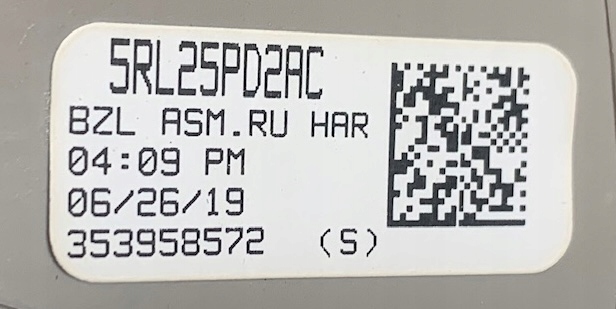 5RL25PD2AC
BZL ASM.RU HAR
04:09 PM
06/26/19
353958572 (S)